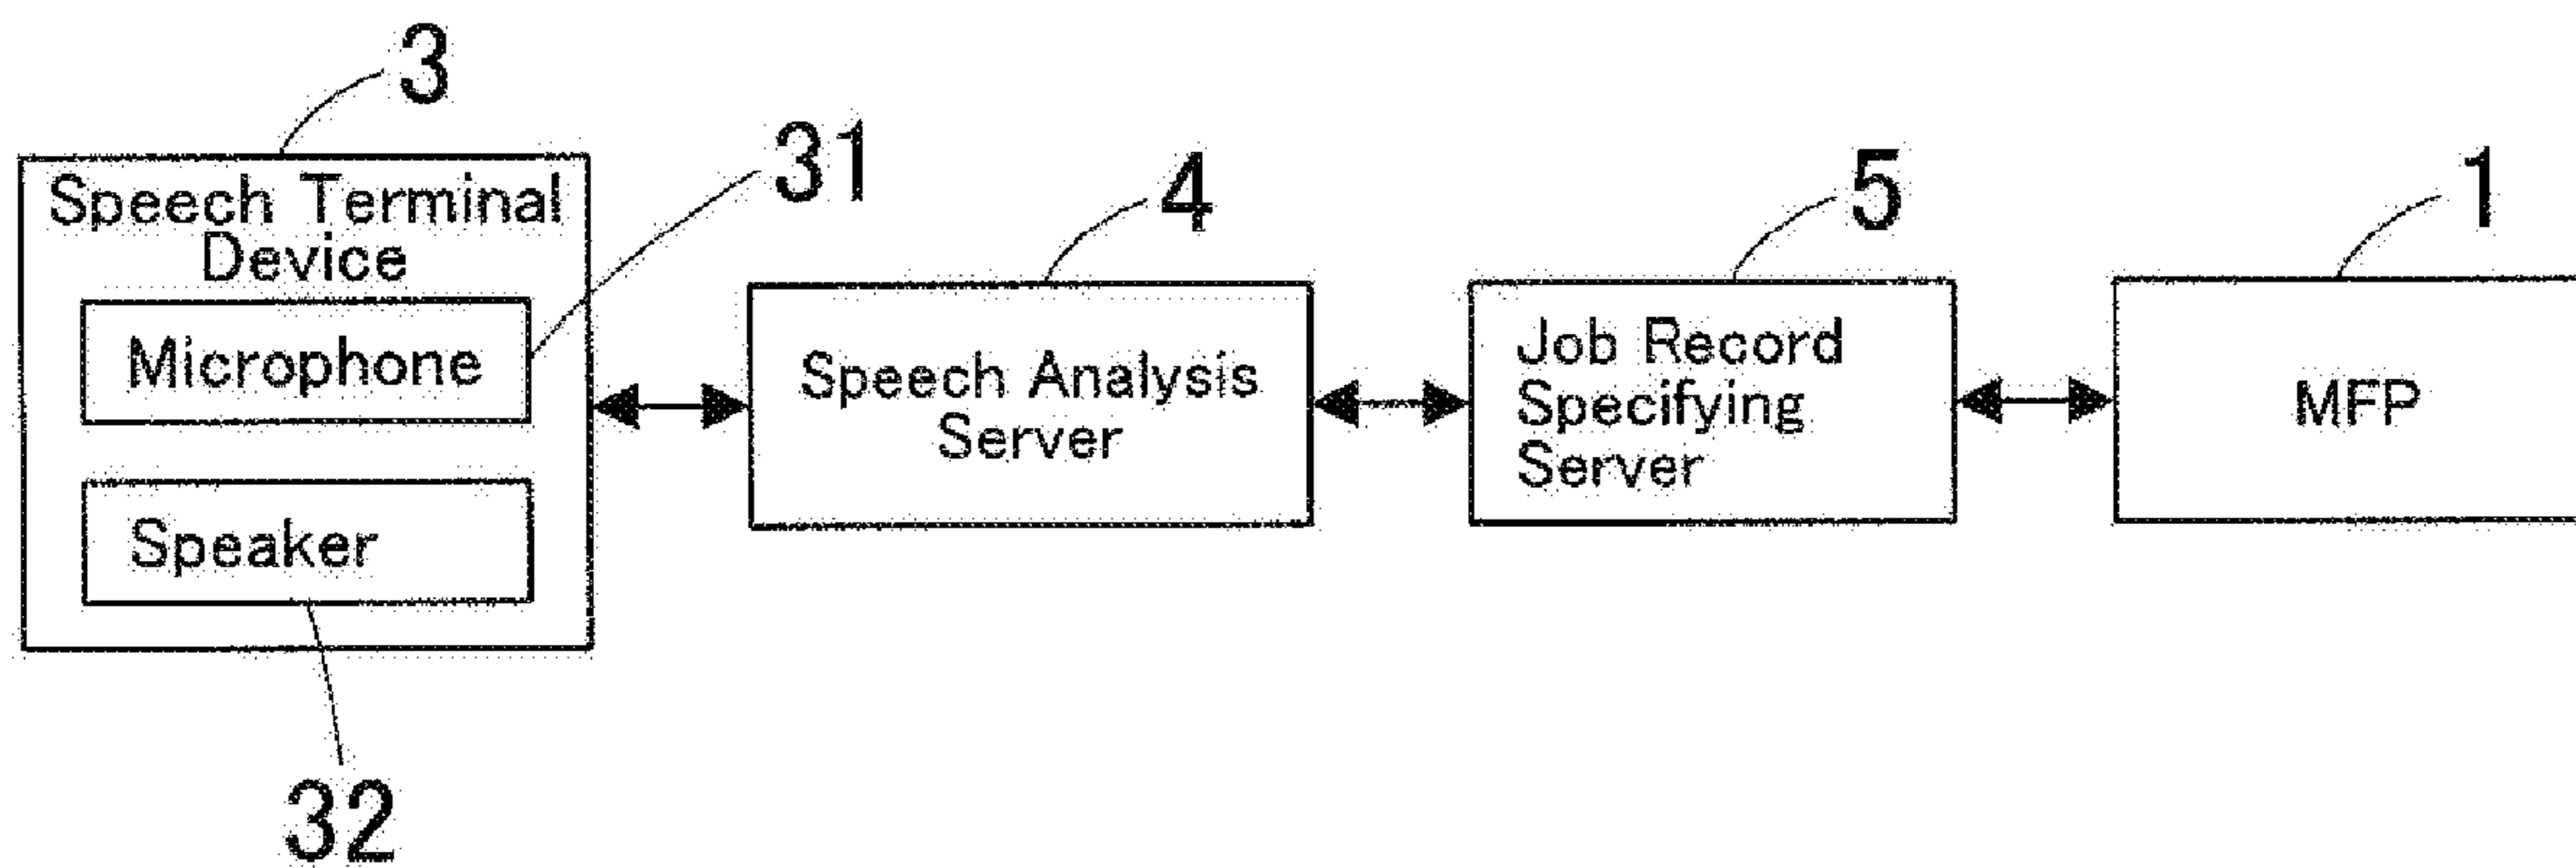 3
31
4
5
1
Speech Terminal
Device
Microphone
Speaker
32
Speech Analysis
Server
Job Record
Specifying
Server
MFP